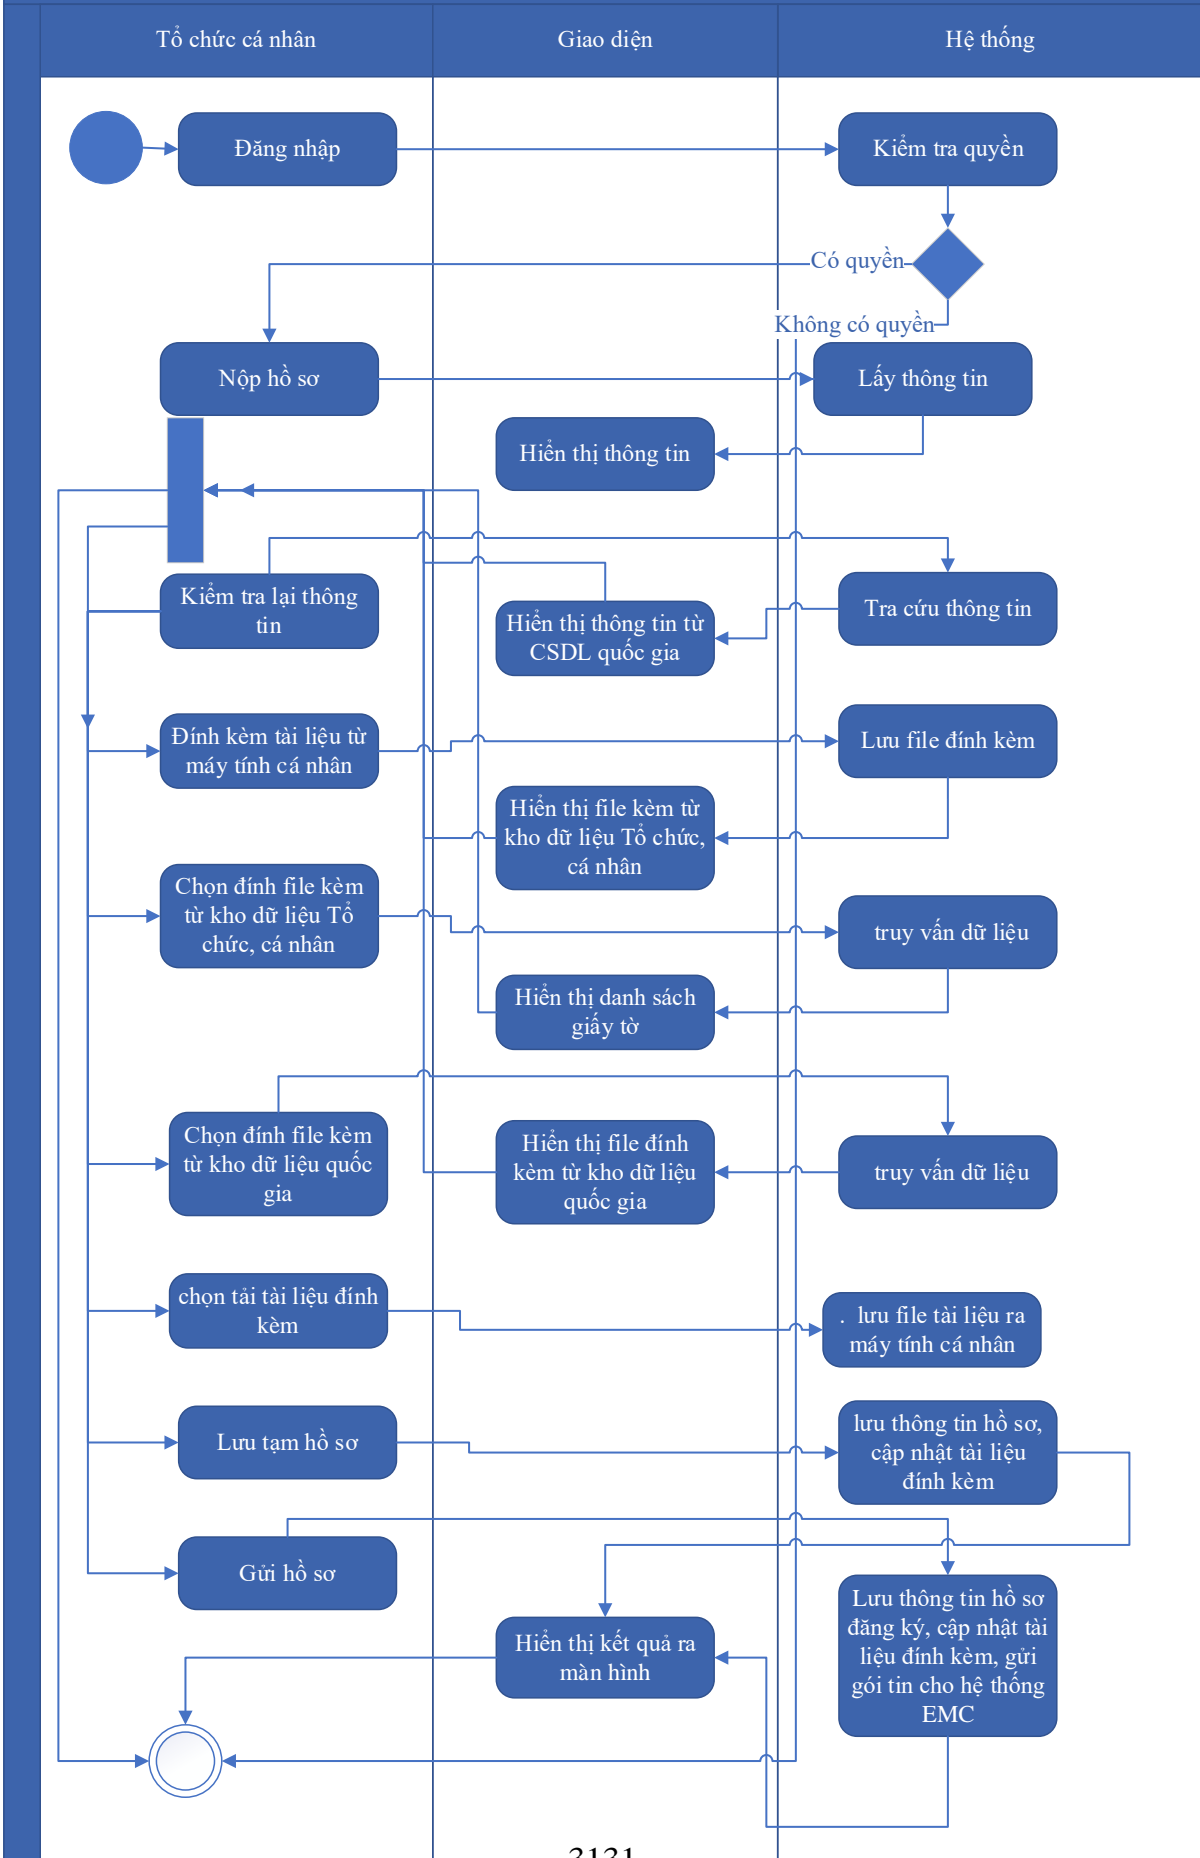 Tổ chức cá nhân
Giao diện
Hệ thống
Đăng nhập
Kiểm tra quyền
Có quyền
Không có quyền
Nộp hồ sơ
Lấy thông tin
Hiển thị thông tin
Kiểm tra lại thông
tin
Hiển thị thông tin từ
CSDL quốc gia
Tra cứu thông tin
Đính kèm tài liệu từ
máy tính cá nhân
Lưu file đính kèm
Hiển thị file kèm từ
kho dữ liệu Tổ chức,
cá nhân
Chọn đính file kèm
từ kho dữ liệu Tổ
chức, cá nhân
truy vấn dữ liệu
Hiển thị danh sách
giấy tờ
Chọn đính file kèm
từ kho dữ liệu quốc
gia
Hiển thị file đính
kèm từ kho dữ liệu
quốc gia
truy vấn dữ liệu
chọn tải tài liệu đính
kèm
. lưu file tài liệu ra
máy tính cá nhân
Lưu tạm hồ sơ
lưu thông tin hồ sơ,
cập nhật tài liệu
đính kèm
Gửi hồ sơ
Lưu thông tin hồ sơ
đăng ký, cập nhật tài
liệu đính kèm, gửi
gói tin cho hệ thống
EMC
Hiển thị kết quả ra
màn hình
3131